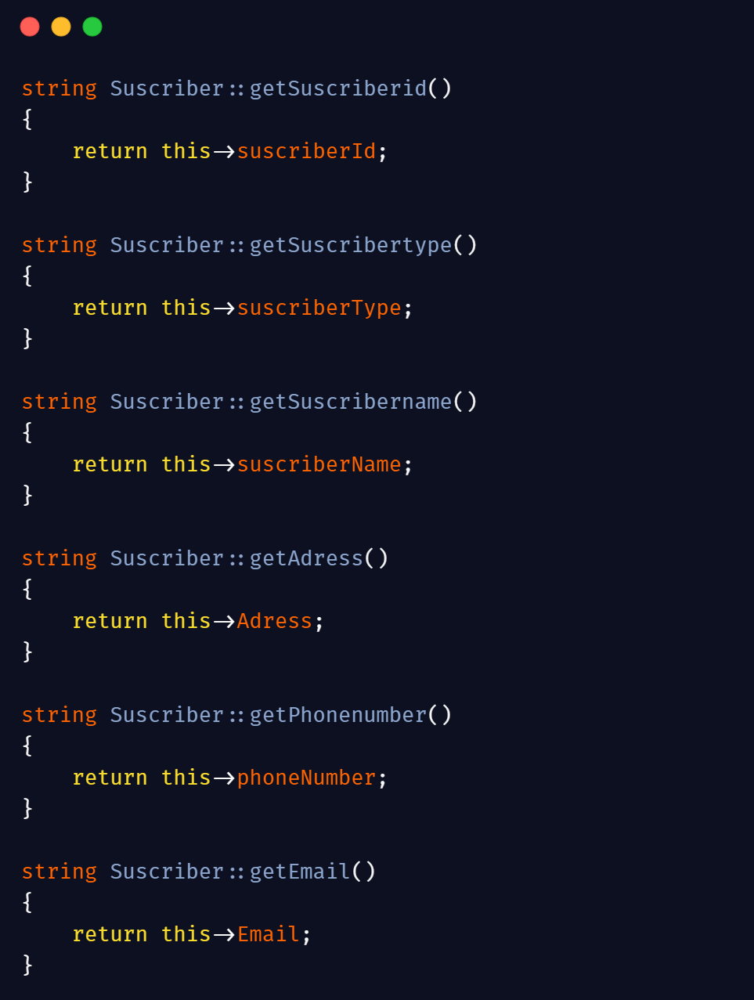 string Suscriber::getSuscriberid()
{
    return this->suscriberId;
}

string Suscriber::getSuscribertype()
{
    return this->suscriberType;
}

string Suscriber::getSuscribername()
{
    return this->suscriberName;
}

string Suscriber::getAdress()
{
    return this->Adress;
}

string Suscriber::getPhonenumber()
{
    return this->phoneNumber;
}

string Suscriber::getEmail()
{
    return this->Email;
}